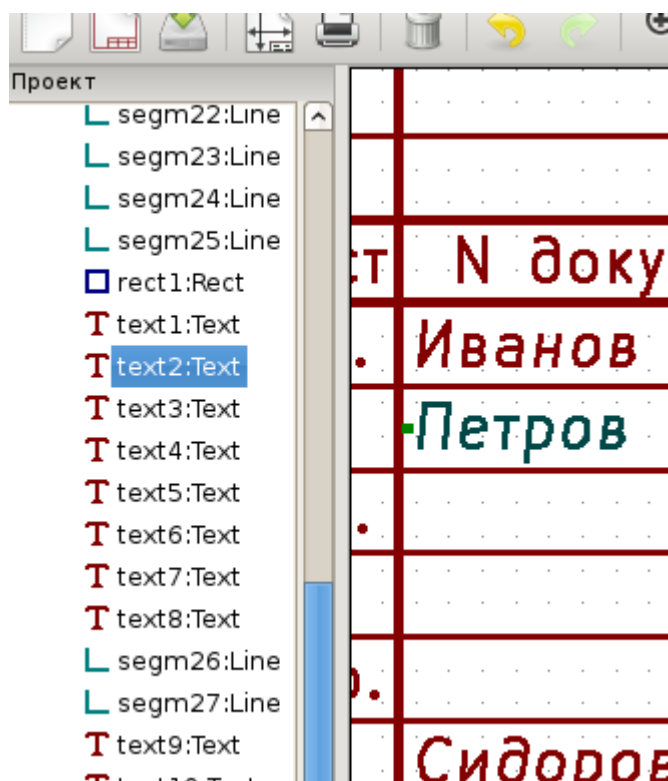 Проект
segm22:Line
segm23:Line
segm24:Line
segm25:Line
rect1:Rect
text1:Text
text2:Text
text3:Text
text4:Text
text5:Text
text6:Text
text7:Text
text8:Text
segm26:Line
segm27:Line
text9:Text
N доку
Иванов
Петров
Сидоров